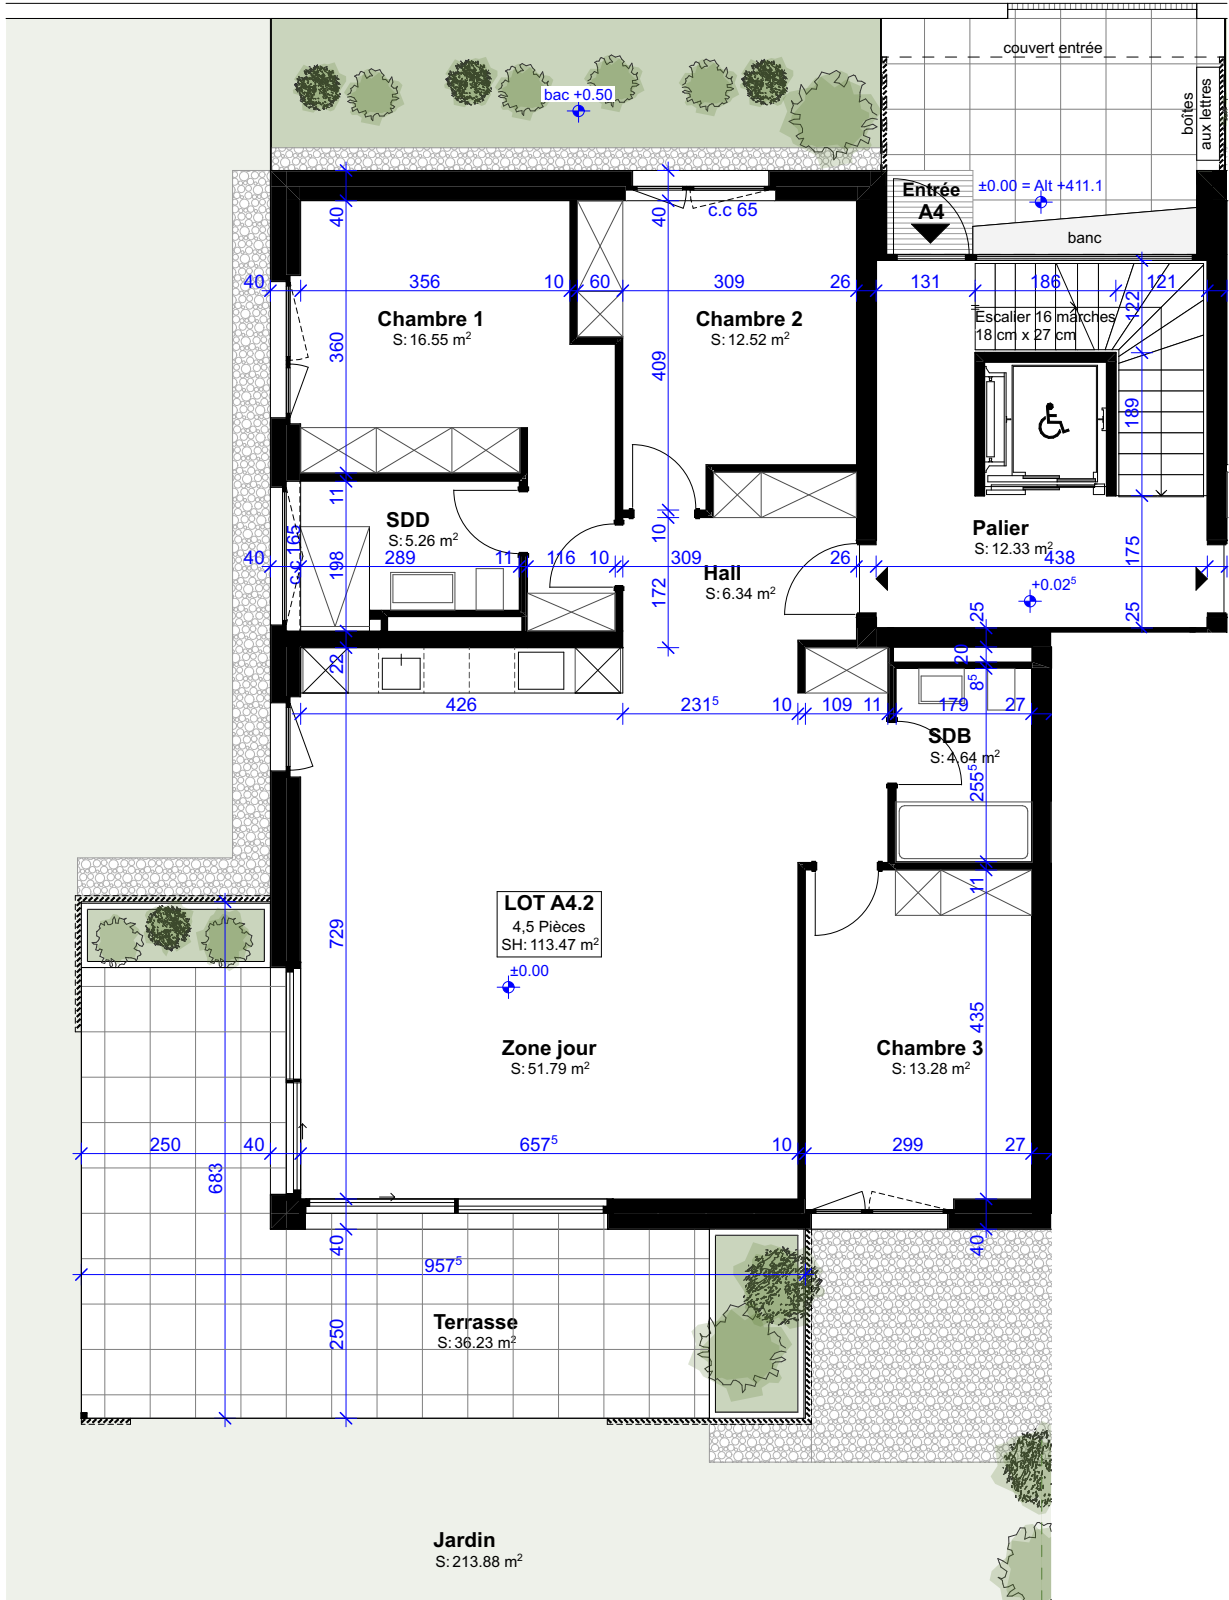 couvert entrée
boîtes
aux lettres
bac +0.50
±0.00 = Alt +411.1
Entrée
A4
banc
c.c 65
40
40
40
356
10
60
309
26
131
186
121
122
Chambre 1
S: 16.55 m²
Chambre 2
S: 12.52 m²
Escalier 16 marches
18 cm x 27 cm
360
409
189
11
SDD
S: 5.26 m²
c.c 165
198
10
Palier
S: 12.33 m²
175
40
289
11
116
10
309
26
438
Hall
S: 6.34 m²
172
+0.02⁵
25
25
22
20
8⁵
426
231⁵
10
109
11
179
27
SDB
S: 4.64 m²
255⁵
11
LOT A4.2
4,5 Pièces
SH: 113.47 m²
±0.00
729
435
Zone jour
S: 51.79 m²
Chambre 3
S: 13.28 m²
250
40
657⁵
10
299
27
683
40
40
957⁵
250
Terrasse
S: 36.23 m²
Jardin
S: 213.88 m²